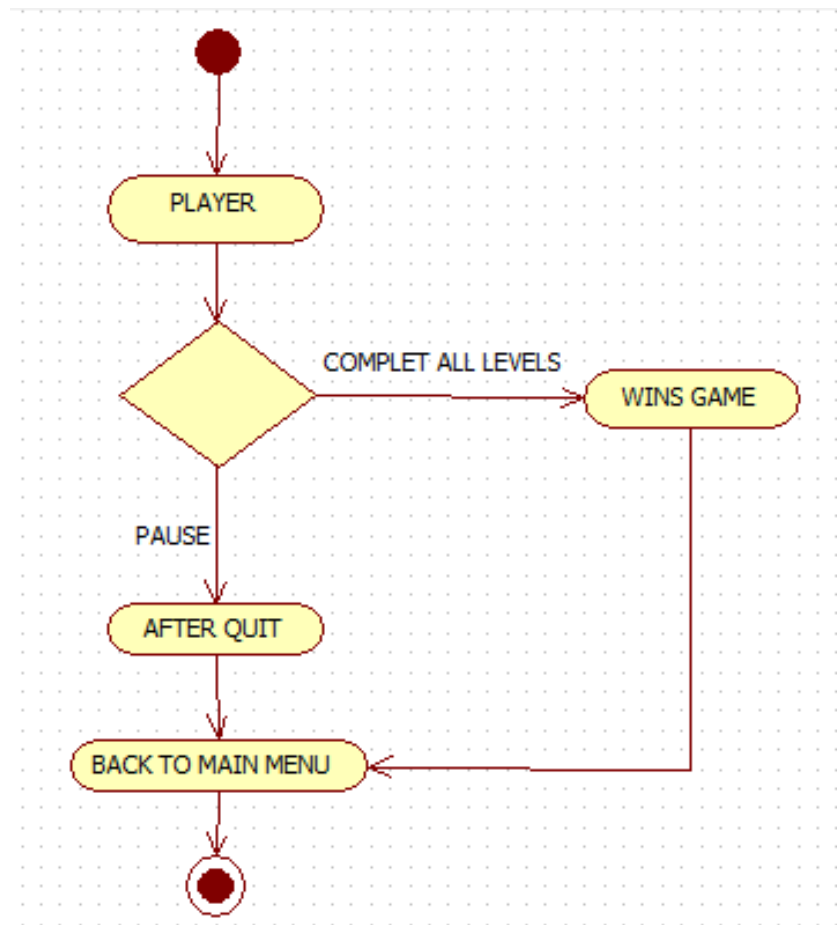 PLAYER
COMPLET ALL LEVELS
WINS GAME
PAUSE
AFTER QUIT
BACK TO MAIN MENU